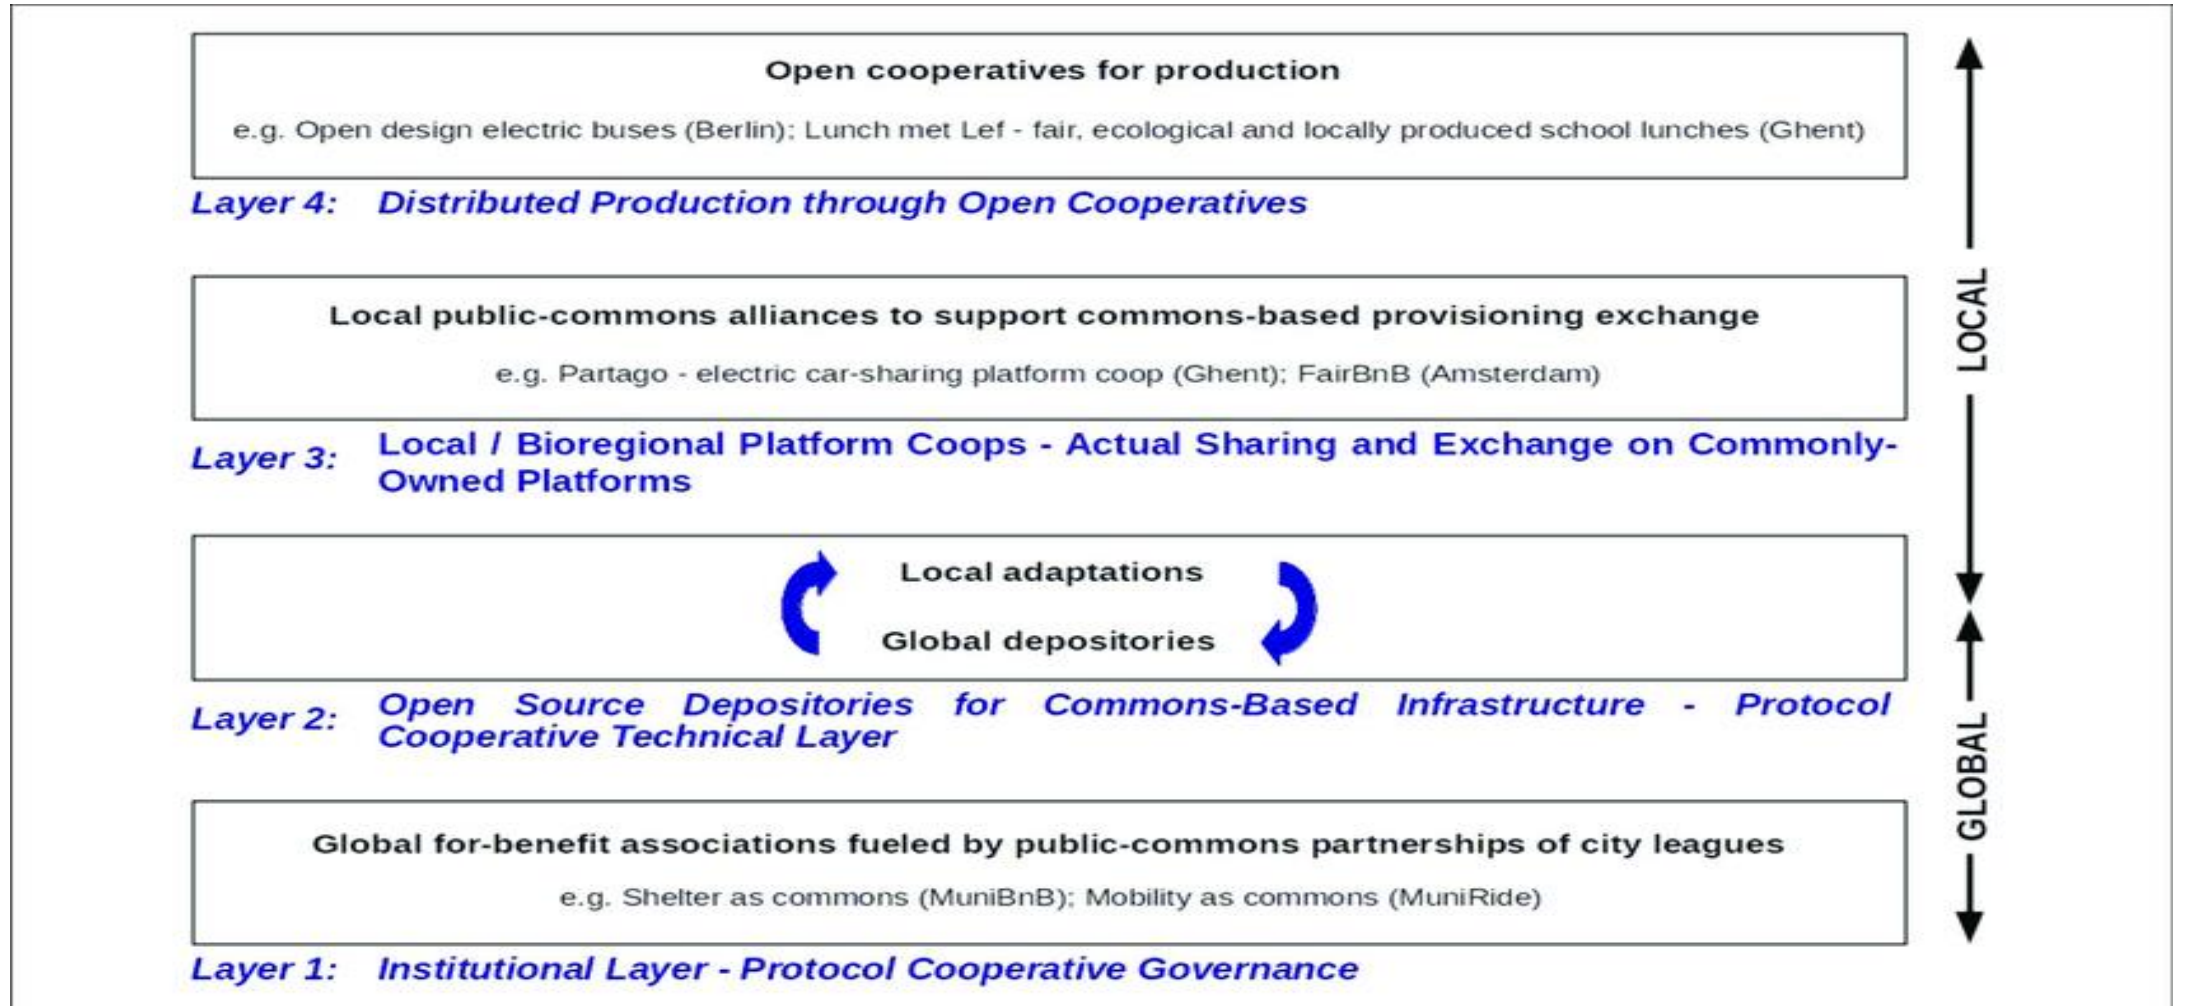 Open cooperatives for production
e.g. Open design electric buses (Berlin); Lunch met Lef - fair, ecological and locally produced school lunches (Ghent)
Layer 4: Distributed Production through Open Cooperatives
Local public-commons alliances to support commons-based provisioning exchange
e.g. Partago - electric car-sharing platform coop (Ghent); FairBnB (Amsterdam)
Layer 3: Local / Bioregional Platform Coops - Actual Sharing and Exchange on Commonly-
Owned Platforms
LOCAL
Local adaptations
Global depositories
Layer 2: Open Source Depositories for Commons-Based Infrastructure - Protocol
Cooperative Technical Layer
Global for-benefit associations fueled by public-commons partnerships of city leagues
e.g. Shelter as commons (MuniBnB); Mobility as commons (MuniRide)
Layer 1: Institutional Layer - Protocol Cooperative Governance
GLOBAL